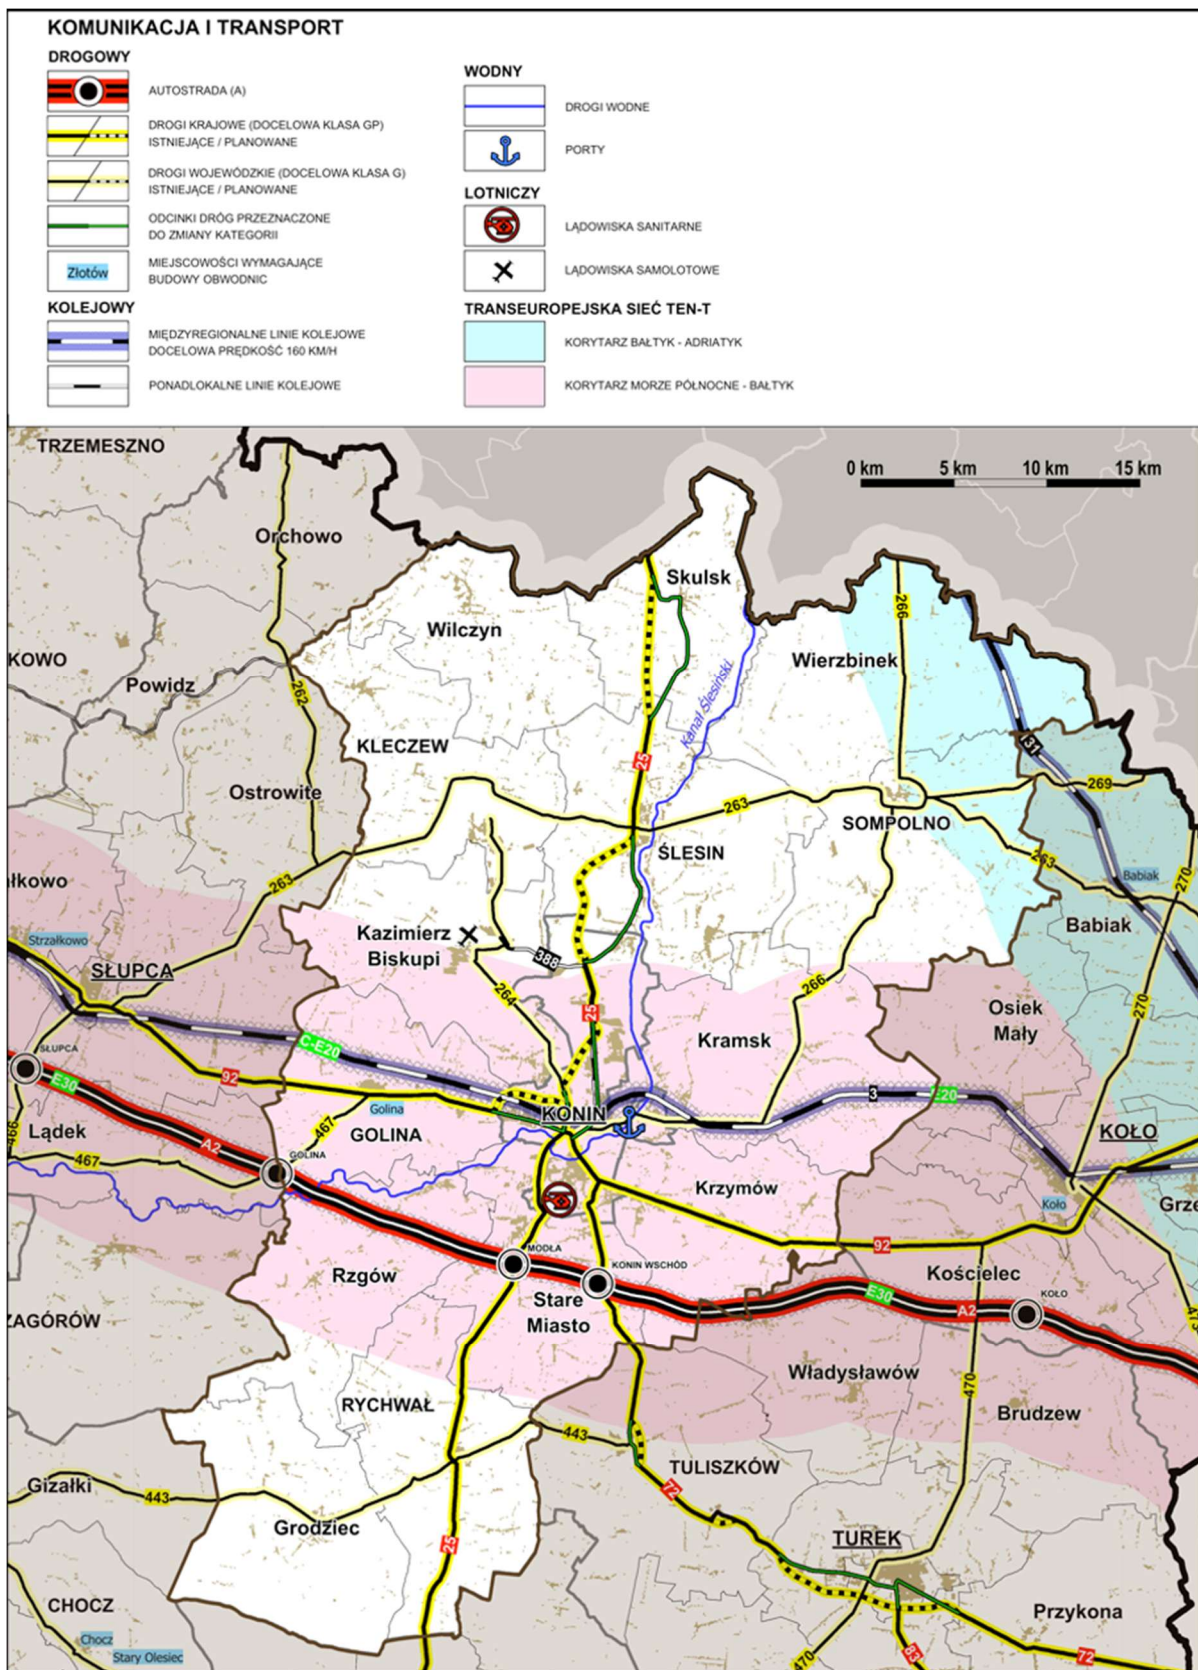 KOMUNIKACJA I TRANSPORT
DROGOWY
AUTOSTRADA (A)
DROGI KRAJOWE (DOCELOWA KLASA GP)
ISTNIEJĄCE / PLANOWANE
DROGI WOJEWÓDZKIE (DOCELOWA KLASA G)
ISTNIEJĄCE / PLANOWANE
ODCINKI DRÓG PRZEZNACZONE
DO ZMIANY KATEGORII
Złotów
MIEJSCOWOŚCI WYMAGAJĄCE
BUDOWY OBWODNIC
KOLEJOWY
MIĘDZYREGIONALNE LINIE KOLEJOWE
DOCELOWA PRĘDKOŚĆ 160 KM/H
PONADLOKALNE LINIE KOLEJOWE
WODNY
DROGI WODNE
PORTY
LOTNICZY
LĄDOWISKA SANITARNE
LĄDOWISKA SAMOLOTOWE
TRANSEUROPEJSKA SIEĆ TEN-T
KORYTARZ BAŁTYK - ADRIATYK
KORYTARZ MORZE PÓŁNOCNE - BAŁTYK
TRZEMESZNO
0 km 5 km 10 km 15 km
Orchowo
Skulsk
266
Wilczyn
KOWO
Wierzbinek
Powidz
262
Kanał Ślesiński
KLECZEW
131
25
269
Ostrowite
263
SOMPOLNO
ŚLESIN
263
263
Babiak
270
ałkowo
Babiak
Strzałkowo
Kazimierz
Biskupi
388
SŁUPCA
264
266
270
Osiek
Mały
25
Kramsk
C-E20
SŁUPCA
E30
92
3
E20
Golina
KONIN
466
Lądek
467
GOLINA
KOŁO
A2
GOLINA
467
Krzymów
Koło
Grze
92
MODŁA
KONIN WSCHÓD
Rzgów
Kościelec
E30
A2
KOŁO
Stare
Miasto
ZAGÓRÓW
473
Władysławów
470
RYCHWAŁ
Brudzew
443
TULISZKÓW
Gizałki
443
72
Grodziec
25
TUREK
CHOCZ
Przykona
Chocz
Stary Olesiec
470
83
72